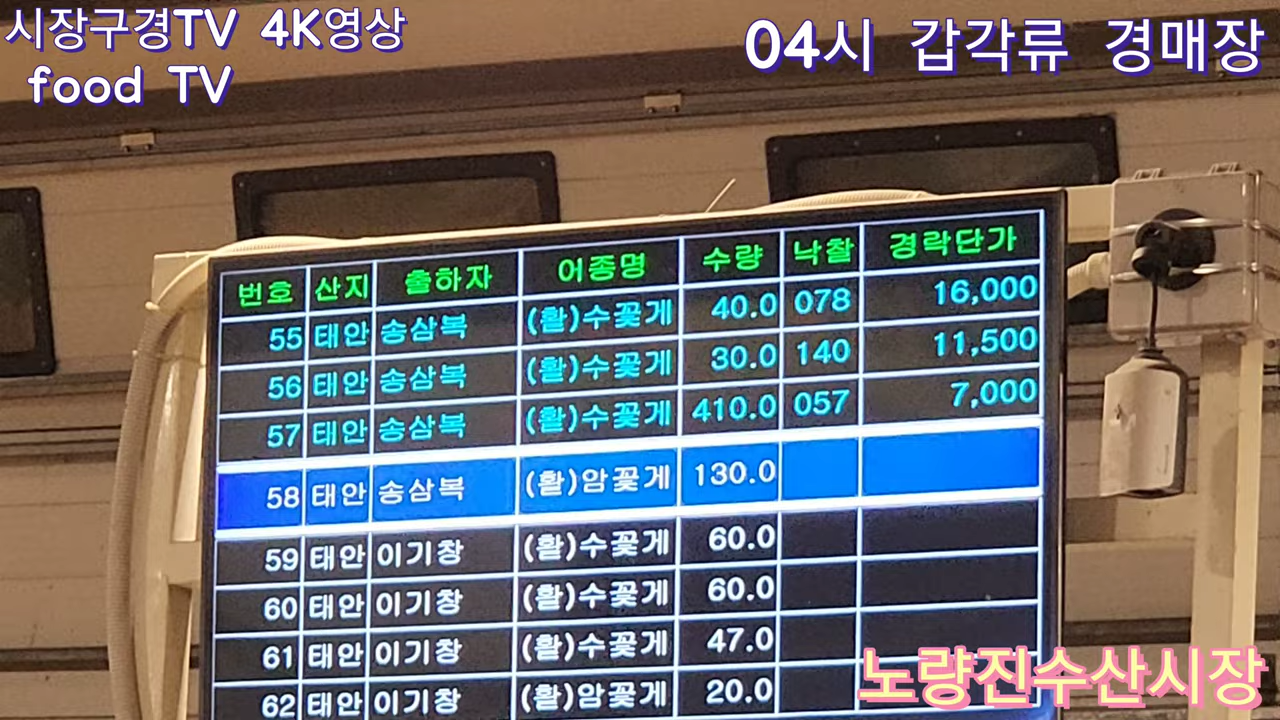 시장구경TV 4K영상
food TV
04시 갑각류 경매장
번호 산지 출하자 어종명 수량 낙찰 경락단가
55 태안 송삼복 (활)수꽃게 40.0 078 16,000
56 태안 송삼복 (활)수꽃게 30.0 140 11,500
57 태안 송삼복 (활)수꽃게 410.0 057 7,000
58 태안 송삼복 (활)암꽃게 130.0
59 태안 이기창 (활)수꽃게 60.0
60 태안 이기창 (활)수꽃게 60.0
61 태안 이기창 (활)수꽃게 47.0
62 태안 이기창 (활)암꽃게 20.0
노량진수산시장